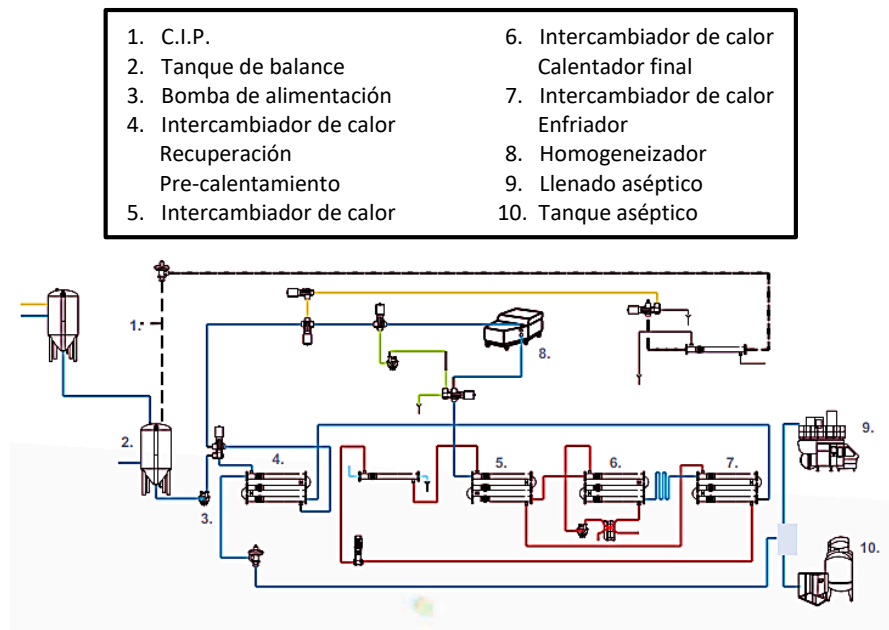 1. C.I.P.
2. Tanque de balance
3. Bomba de alimentación
4. Intercambiador de calor
Recuperación
Pre-calentamiento
5. Intercambiador de calor
6. Intercambiador de calor
Calentador final
7. Intercambiador de calor
Enfriador
8. Homogeneizador
9. Llenado aséptico
10. Tanque aséptico
1.
8.
2.
9.
4.
5.
6.
7.
3.
10.